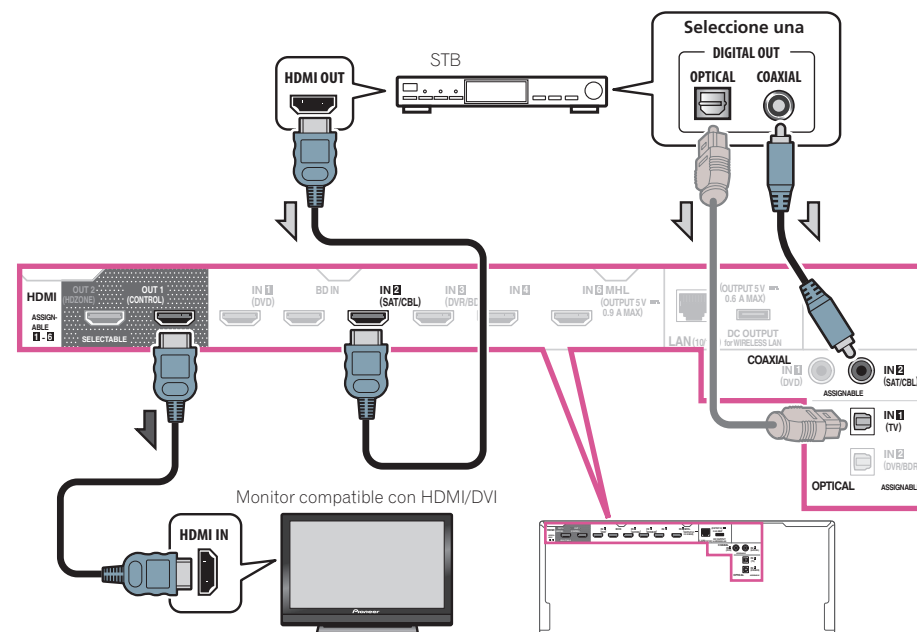 Seleccione una
DIGITAL OUT
OPTICAL COAXIAL
STB
HDMI OUT
HDMI
ASSIGN-
ABLE
1 - 6
OUT 2
(HDZONE)
OUT 1
(CONTROL)
SELECTABLE
IN 1
(DVD)
BD IN
IN 2
(SAT/CBL)
IN 3
(DVR/BD
IN 4
IN 6 MHL
(OUTPUT 5 V
0.9 A MAX)
(OUTPUT 5 V
0.6 A MAX)
DC OUTPUT
for WIRELESS LAN
LAN (10/
COAXIAL
IN 1
(DVD)
IN 2
(SAT/CBL)
ASSIGNABLE
IN 1
(TV)
IN 2
(DVR/BDR
OPTICAL
ASSIGNABL
Monitor compatible con HDMI/DVI
HDMI IN
Pioneer